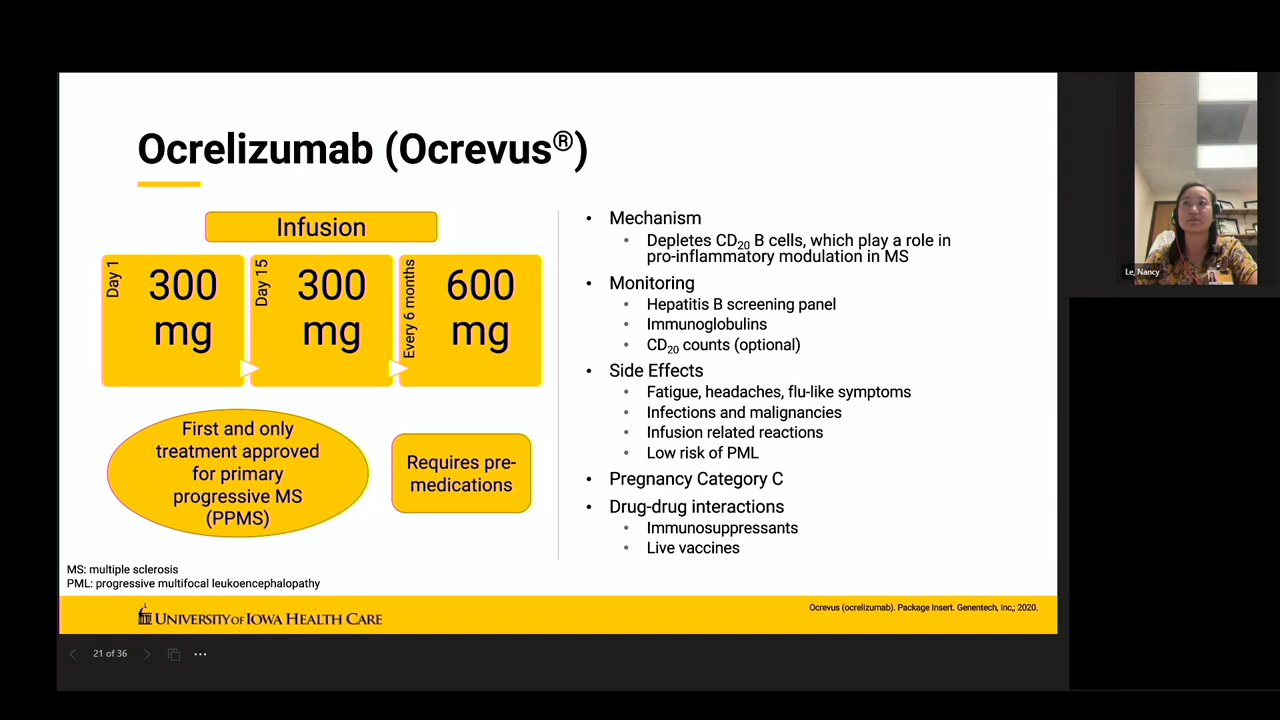 Ocrelizumab (Ocrevus®)
Infusion
Day 1
300
mg
Day 15
300
mg
Every 6 months
600
mg
First and only
treatment approved
for primary
progressive MS
(PPMS)
Requires pre-
medications
• Mechanism
• Depletes CD20 B cells, which play a role in
pro-inflammatory modulation in MS
• Monitoring
• Hepatitis B screening panel
• Immunoglobulins
• CD20 counts (optional)
• Side Effects
• Fatigue, headaches, flu-like symptoms
• Infections and malignancies
• Infusion related reactions
• Low risk of PML
• Pregnancy Category C
• Drug-drug interactions
• Immunosuppressants
• Live vaccines
MS: multiple sclerosis
PML: progressive multifocal leukoencephalopathy
UNIVERSITY OF IOWA HEALTH CARE
Ocrevus (ocrelizumab). Package Insert. Genentech, Inc,; 2020.
21 of 36
Le, Nancy